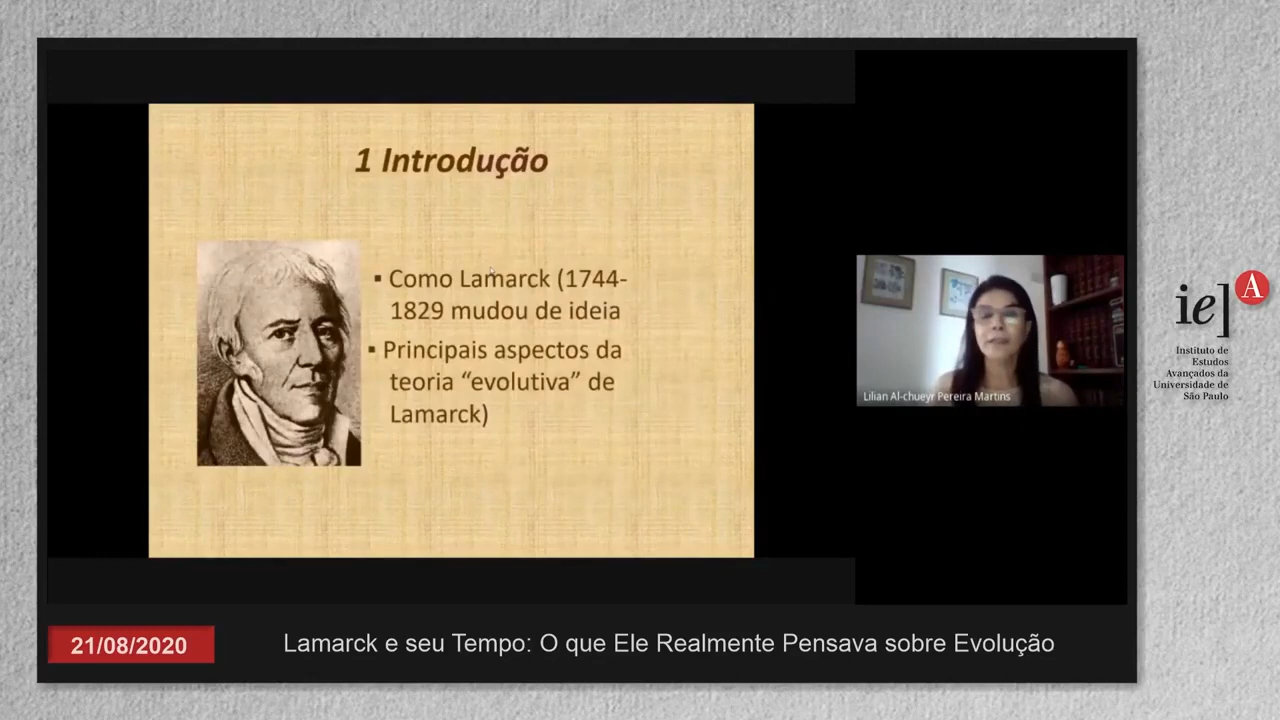 1 Introdução
▪ Como Lamarck (1744-
1829 mudou de ideia
▪ Principais aspectos da
teoria “evolutiva” de
Lamarck)
Lilian Al-chueyr Pereira Martins
ie] A
Instituto de
Estudos
Avançados da
Universidade de
São Paulo
21/08/2020
Lamarck e seu Tempo: O que Ele Realmente Pensava sobre Evolução